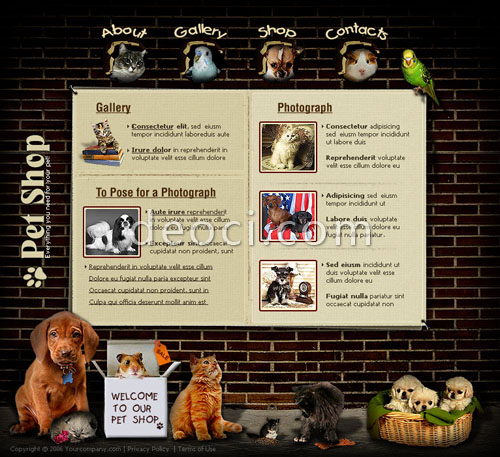 About Gallery Shop Contacts
Pet Shop
Everything you need for your pet!
Gallery
Consectetur elit, sed eiusm
tempor incididunt laboreduis aute
Irure dolor in reprehenderit in
voluptate velit esse cillum dolore
To Pose for a Photograph
Aute irure reprehenderit
in voluptate velit esse
cillum dolore eu
Excepteur sint occaecat
cupidatat non proident, sunt
Reprehenderit in voluptate velit esse cillum
Dolore eu fugiat nulla paria excepteur sint
Occaecat cupidatat non proident, sunt in
Culpa qui officia deserunt mollit anim est.
Photograph
Consectetur adipisicing
sed eiusm tempor incididunt
ut labore duis
Reprehenderit voluptate
velit esse cillum dolore eu
Adipisicing sed eiusm
tempor incididunt ut
Labore duis voluptate
dolore eu
Sed eiusm incididunt
ut duis voluptate velit esse
cillum dolore eu
Fugiat nulla pariatur sint
occaecat cupidatat non
deoci.com
WELCOME
TO OUR
PET SHOP
Copyright © 2006 Yourcompany.com | Privacy Policy | Terms of Use